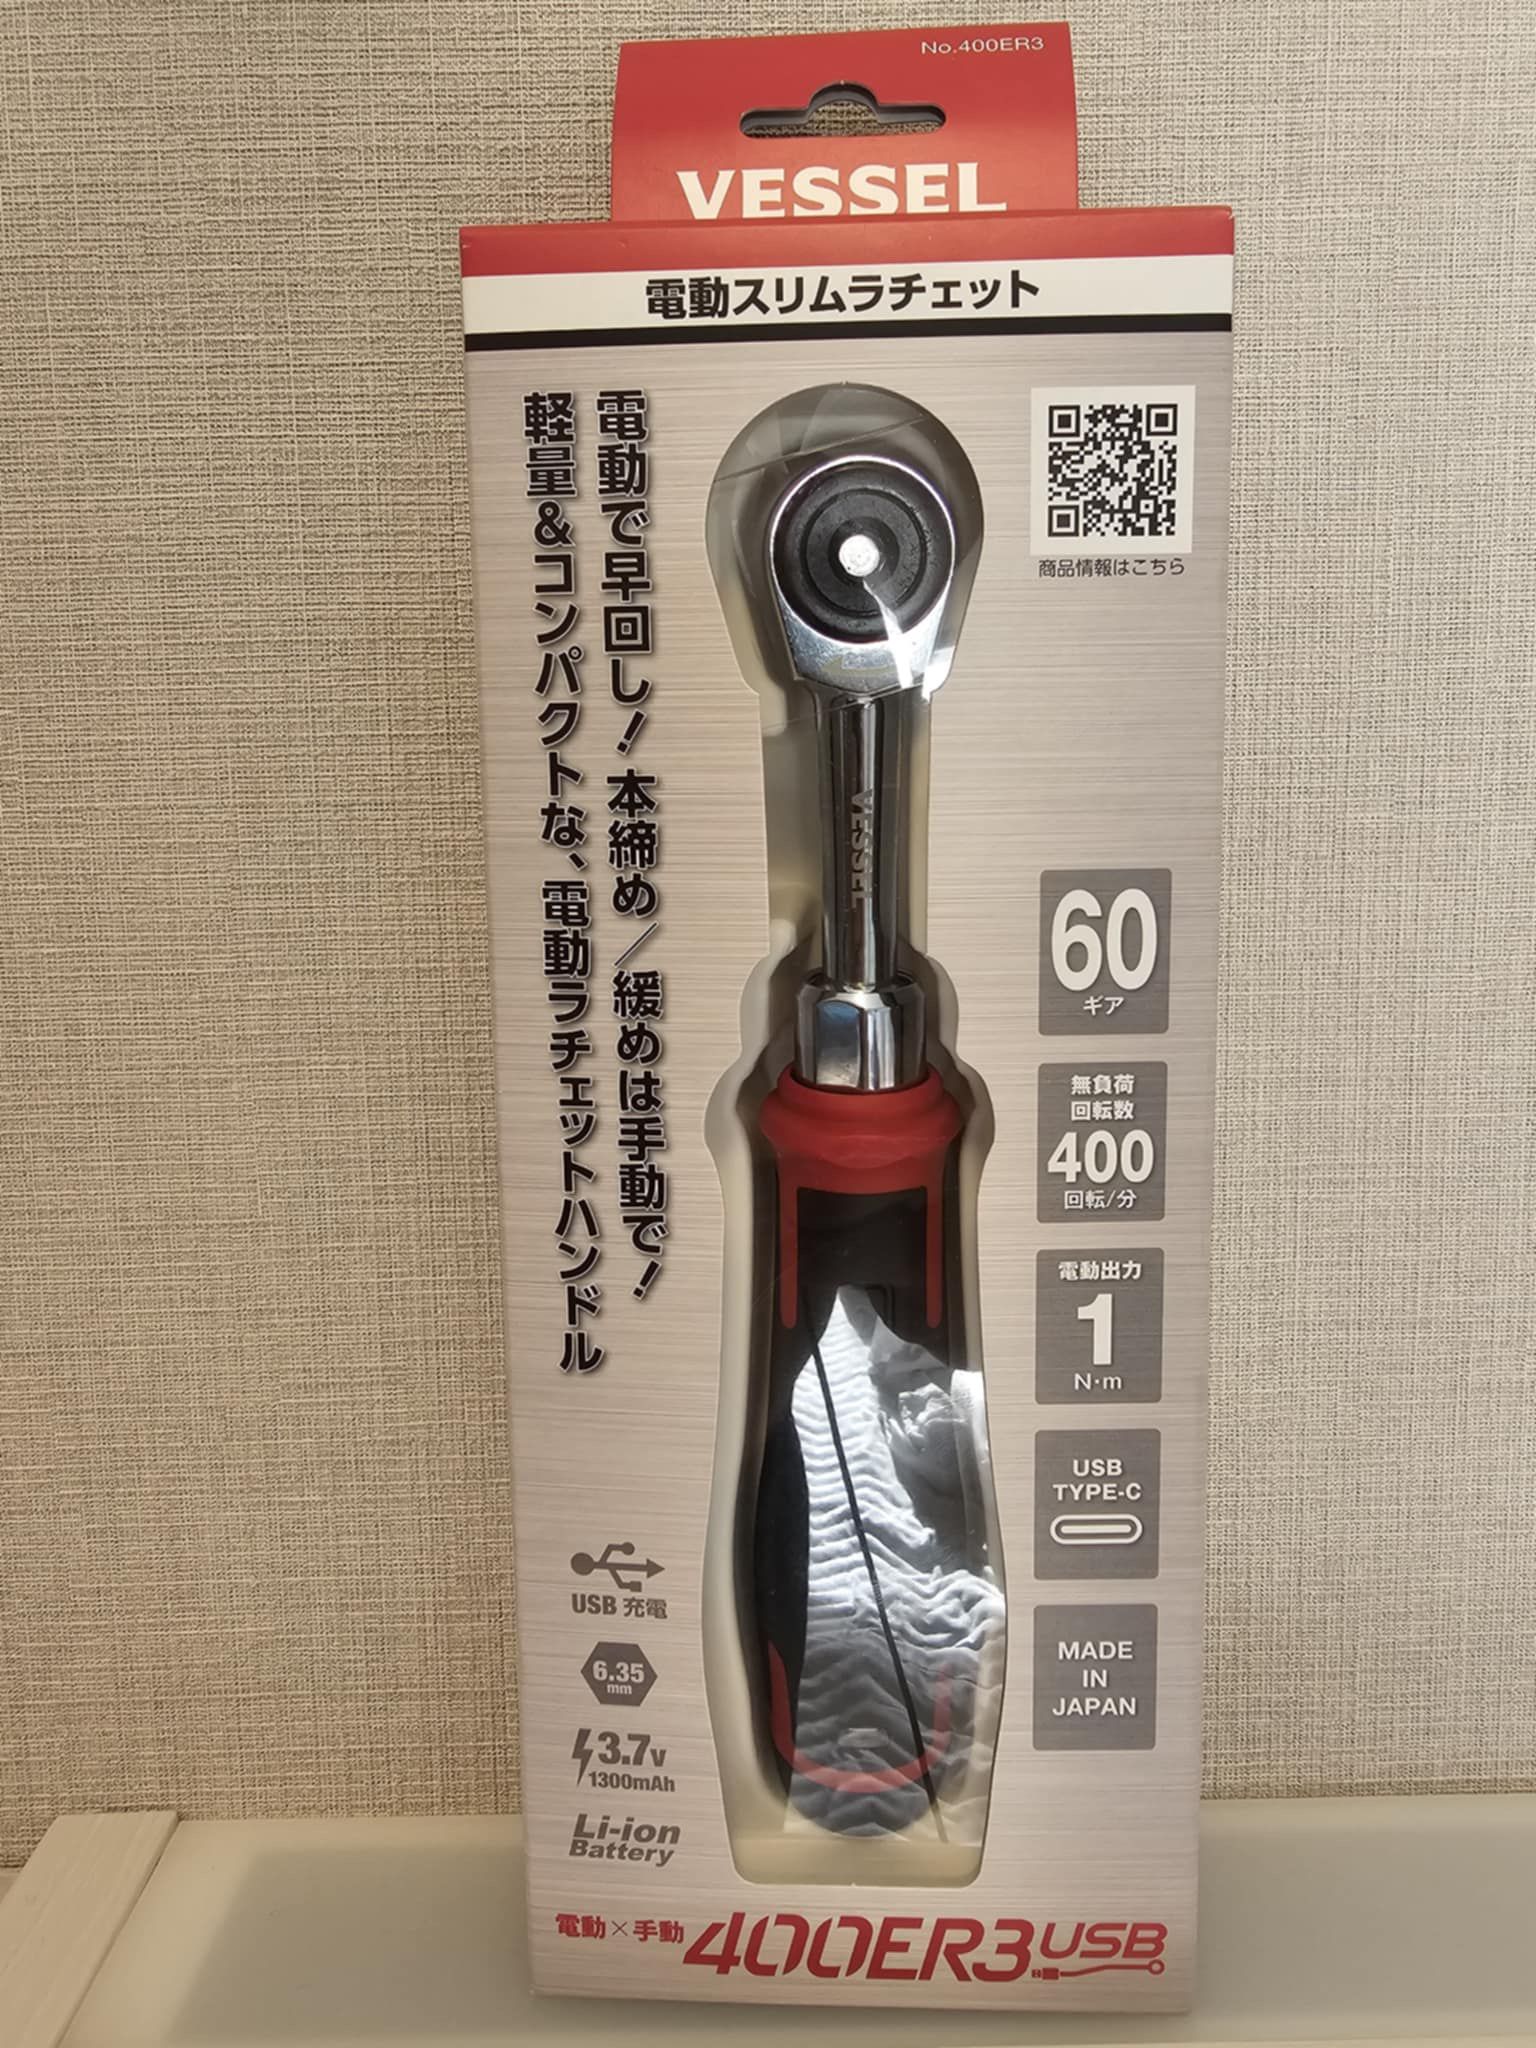 No.400ER3
VESSEL
電動スリムラチェット
電動で早回し!本締め/緩めは手動で!
軽量&コンパクトな、電動ラチェットハンドル
商品情報はこちら
VESSEL
60
ギア
無負荷
回転数
400
回転/分
電動出力
1
N・m
USB
TYPE-C
MADE
IN
JAPAN
USB 充電
6.35
mm
3.7V
1300mAh
Li-ion
Battery
電動×手動 400ER3 USB